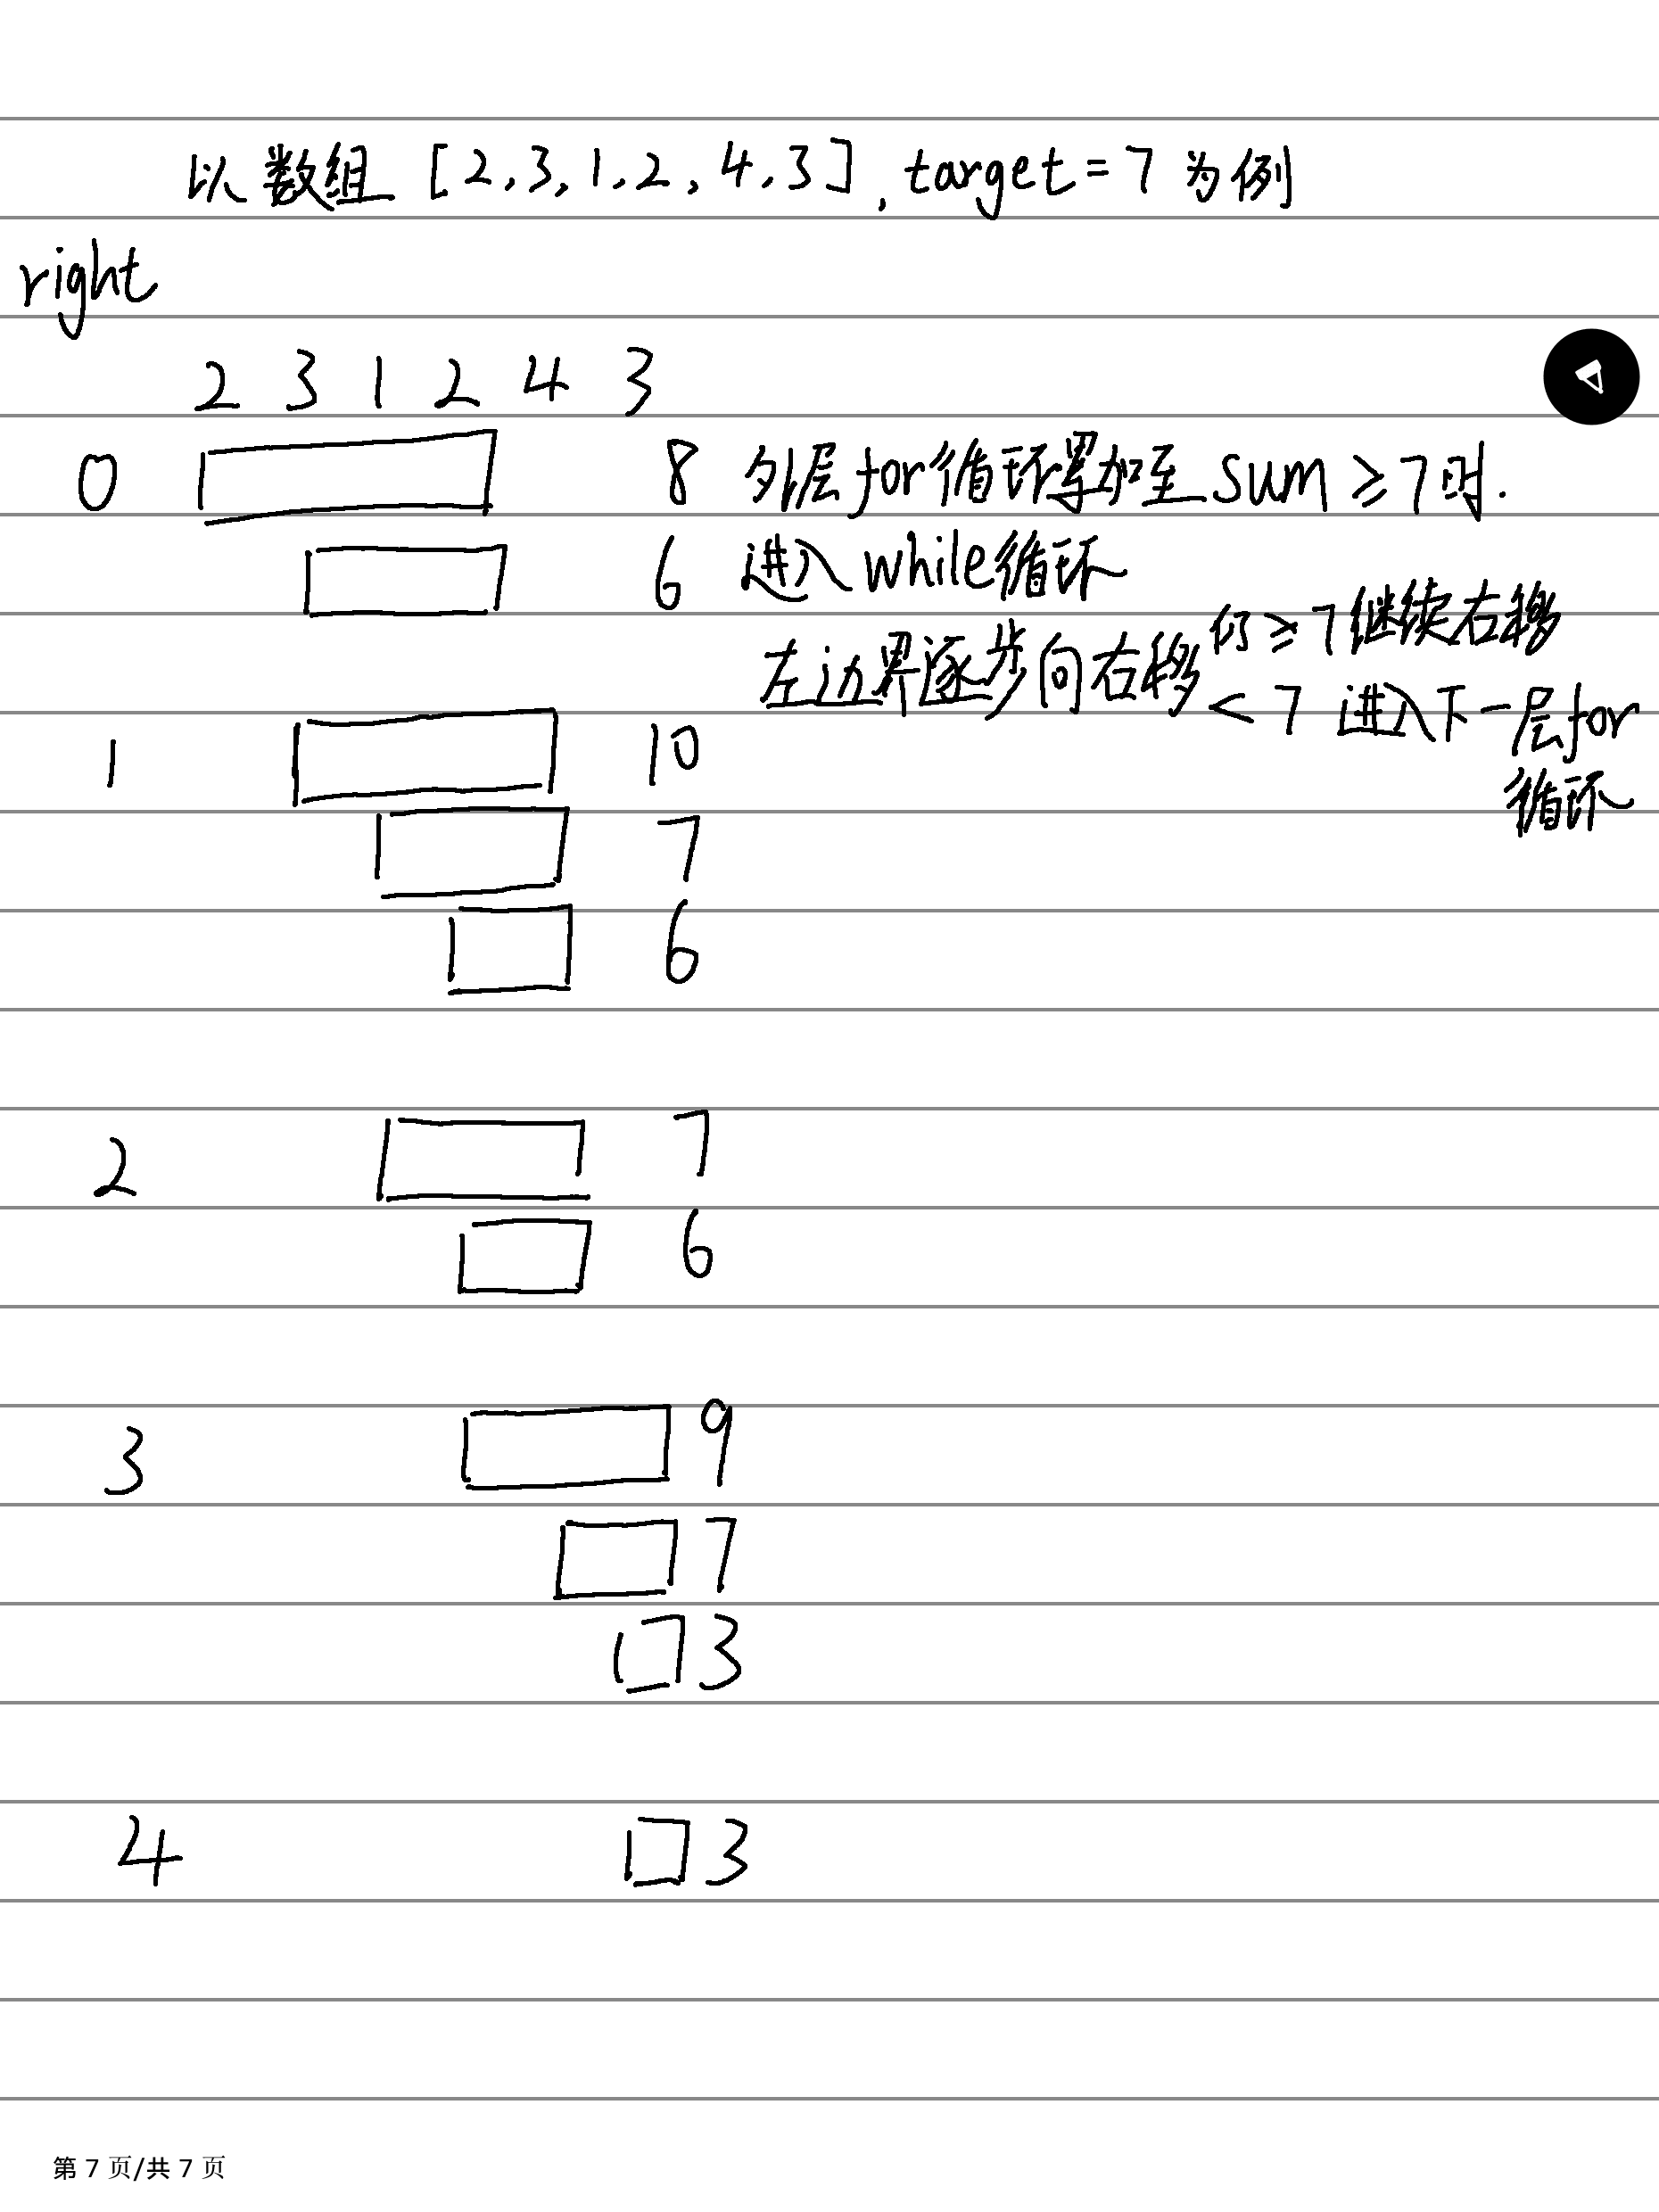 以数组 [2,3,1,2,4,3], target=7 为例
right
2 3 1 2 4 3
0 8 外层for循环累加至 sum ≥7时.
6 进入while循环
左边界逐步向右移 仍≥7继续右移
<7 进入下一层for
循环
1 10
7
6
2 7
6
3 9
7
3
4 3
第 7 页/共 7 页